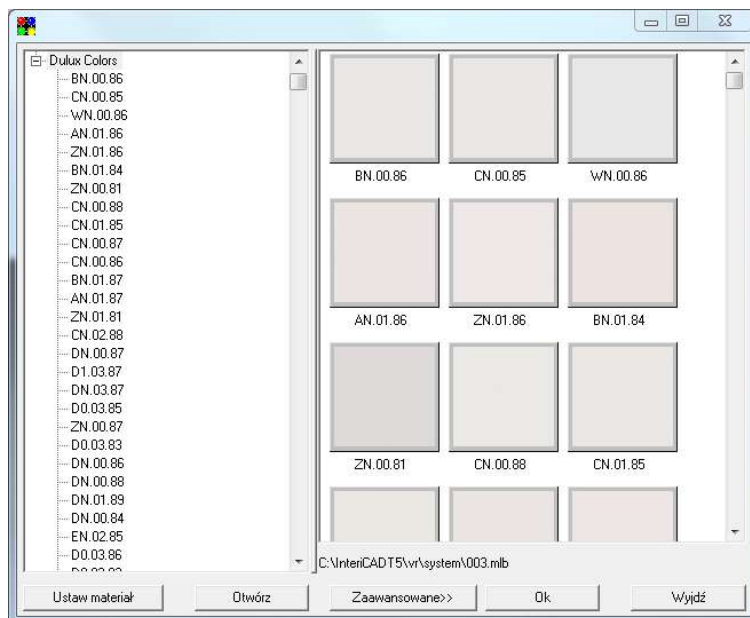 Dulux Colors
BN.00.86
CN.00.85
WN.00.86
AN.01.86
ZN.01.86
BN.01.84
ZN.00.81
CN.00.88
CN.01.85
CN.00.87
CN.00.86
BN.01.87
AN.01.87
ZN.01.81
CN.02.88
DN.00.87
D1.03.87
DN.03.87
D0.03.85
ZN.00.87
D0.03.83
DN.00.86
DN.00.88
DN.01.89
DN.00.84
EN.02.85
D0.03.86
BN.00.86 CN.00.85 WN.00.86
AN.01.86 ZN.01.86 BN.01.84
ZN.00.81 CN.00.88 CN.01.85
C:\InteriCADT5\vr\system\003.mlb
Ustaw materiał Otwórz Zaawansowane>> Ok Wyjdź